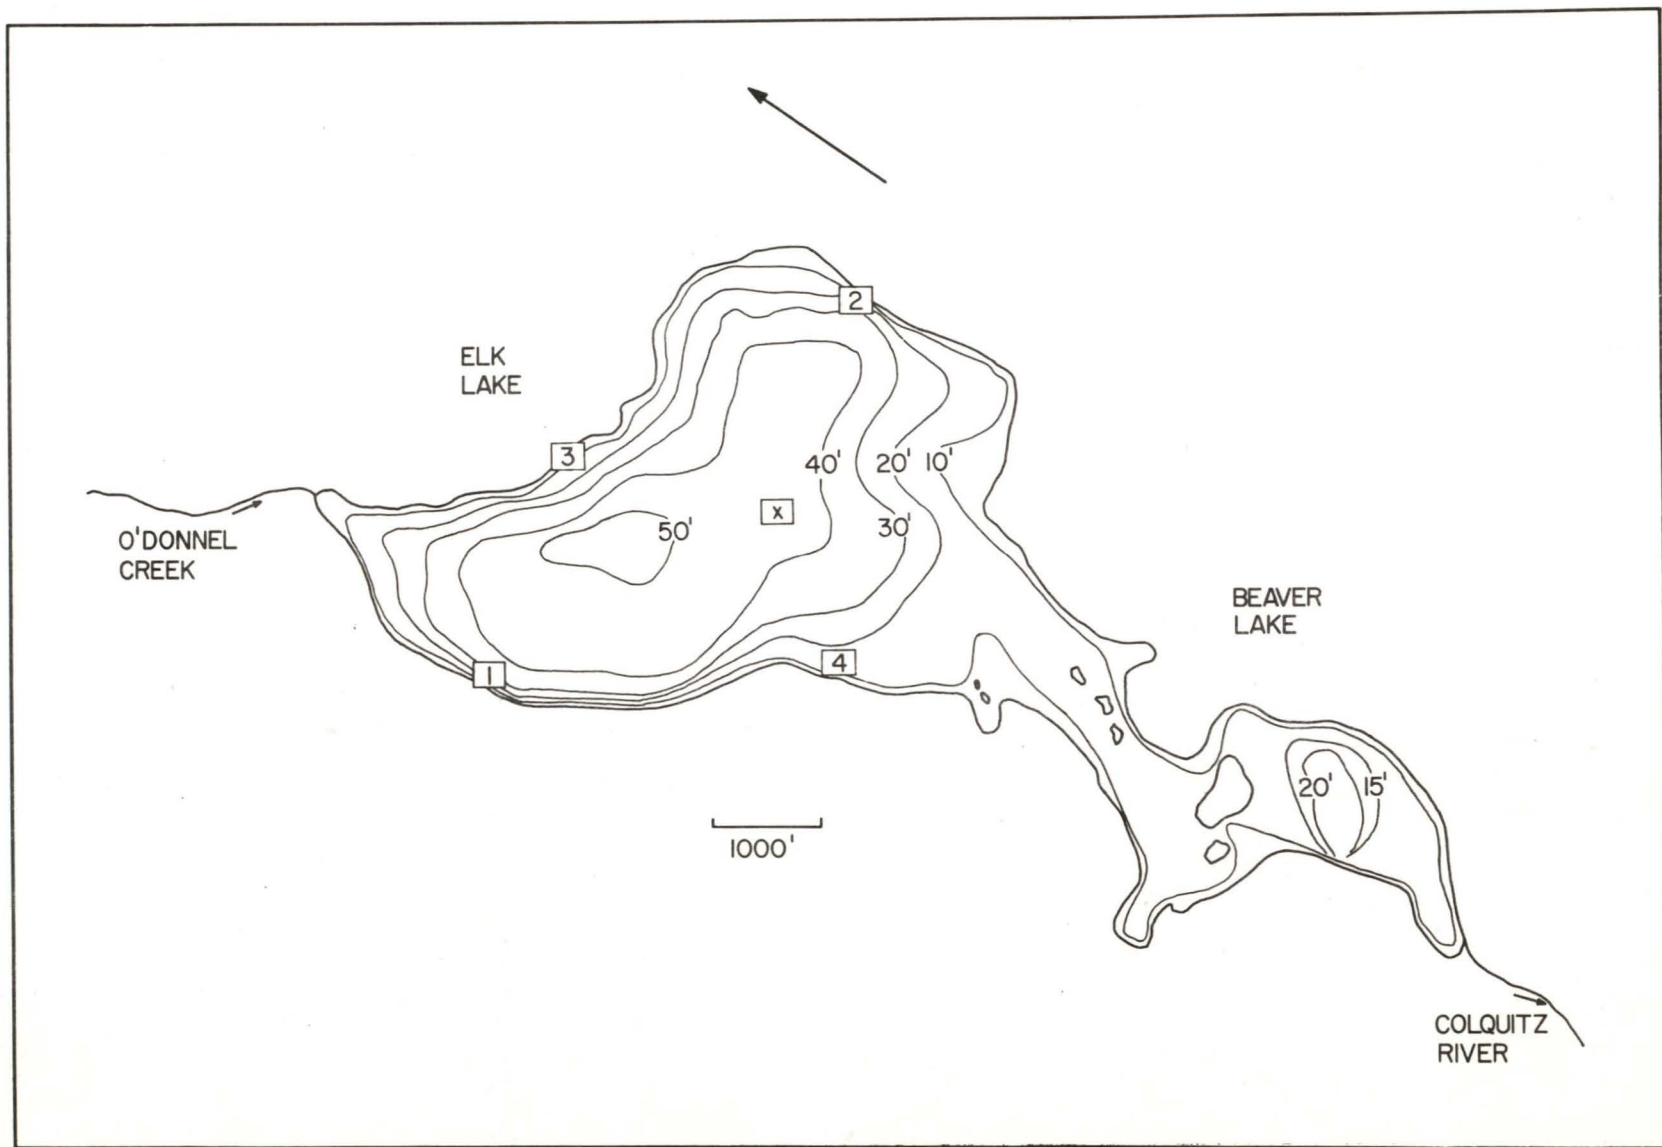 2
ELK
LAKE
3
40'
20'
10'
x
50'
30'
O'DONNEL
CREEK
BEAVER
LAKE
4
1
20'
15'
1000'
COLQUITZ
RIVER